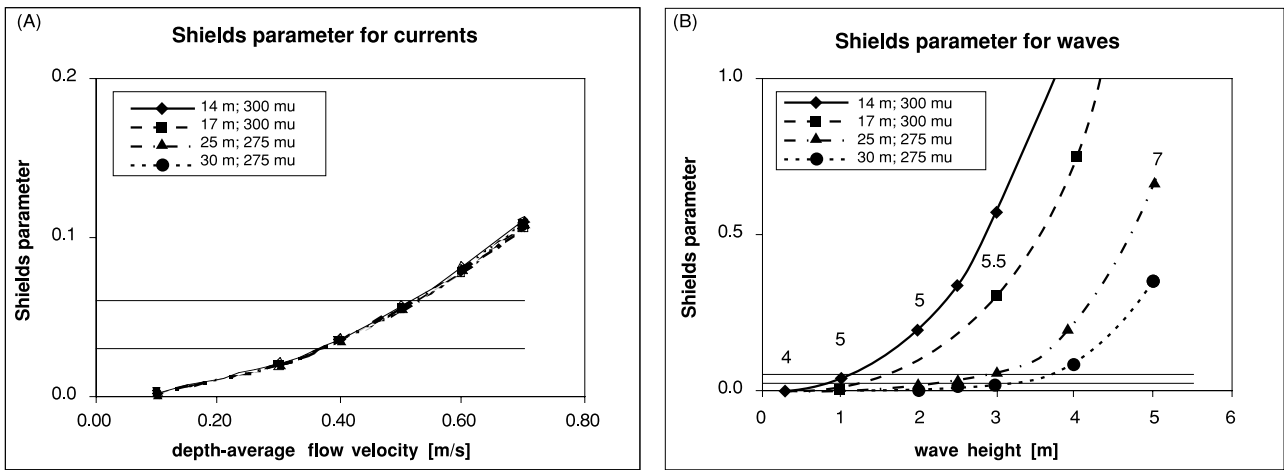 (A)
Shields parameter for currents
0.2
14 m; 300 mu
17 m; 300 mu
25 m; 275 mu
30 m; 275 mu
Shields parameter
0.1
0.0
0.00 0.20 0.40 0.60 0.80
depth-average flow velocity [m/s]
(B)
Shields parameter for waves
1.0
14 m; 300 mu
17 m; 300 mu
25 m; 275 mu
30 m; 275 mu
7
Shields parameter
0.5
5.5
5
5
4
0.0
0 1 2 3 4 5 6
wave height [m]